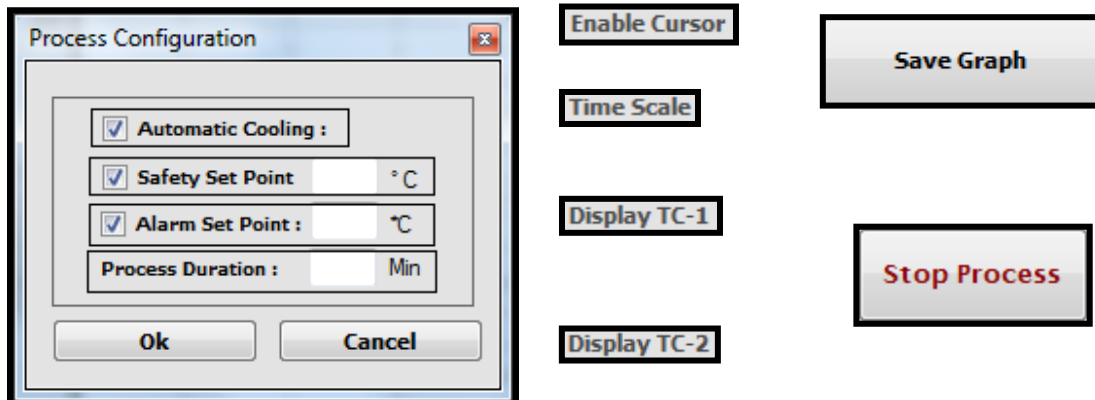 Process Configuration
Automatic Cooling :
Safety Set Point ° C
Alarm Set Point : °C
Process Duration : Min
Ok Cancel
Enable Cursor
Time Scale
Display TC-1
Display TC-2
Save Graph
Stop Process